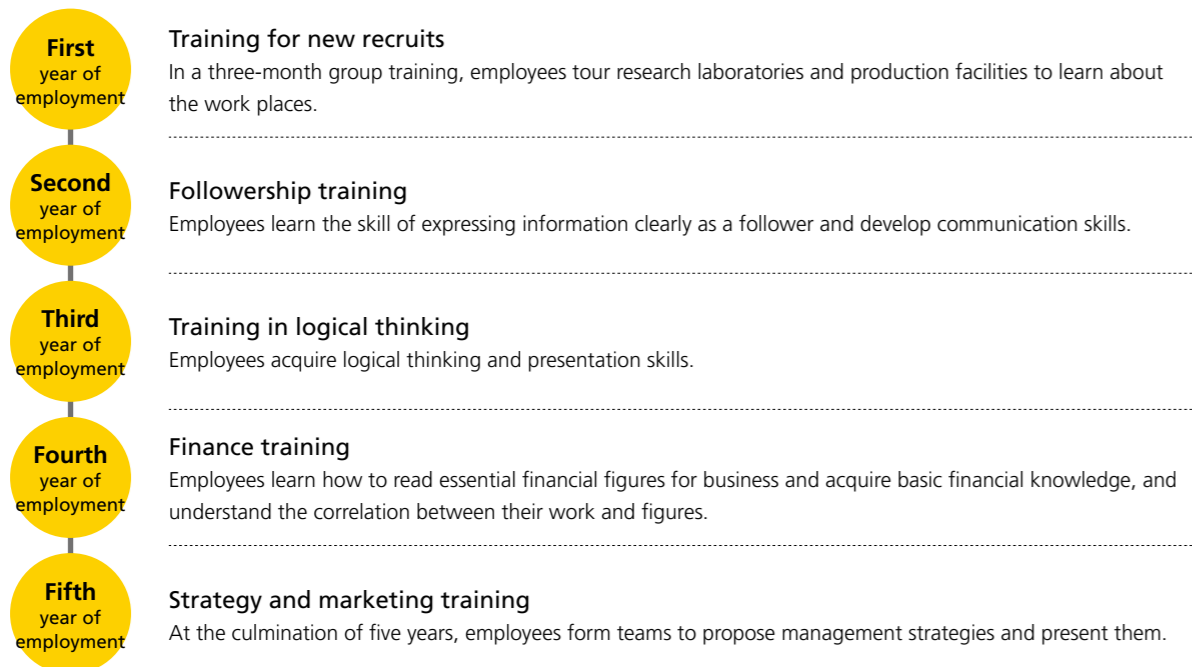 First
year of
employment
Training for new recruits
In a three-month group training, employees tour research laboratories and production facilities to learn about
the work places.
Second
year of
employment
Followership training
Employees learn the skill of expressing information clearly as a follower and develop communication skills.
Third
year of
employment
Training in logical thinking
Employees acquire logical thinking and presentation skills.
Fourth
year of
employment
Finance training
Employees learn how to read essential financial figures for business and acquire basic financial knowledge, and
understand the correlation between their work and figures.
Fifth
year of
employment
Strategy and marketing training
At the culmination of five years, employees form teams to propose management strategies and present them.